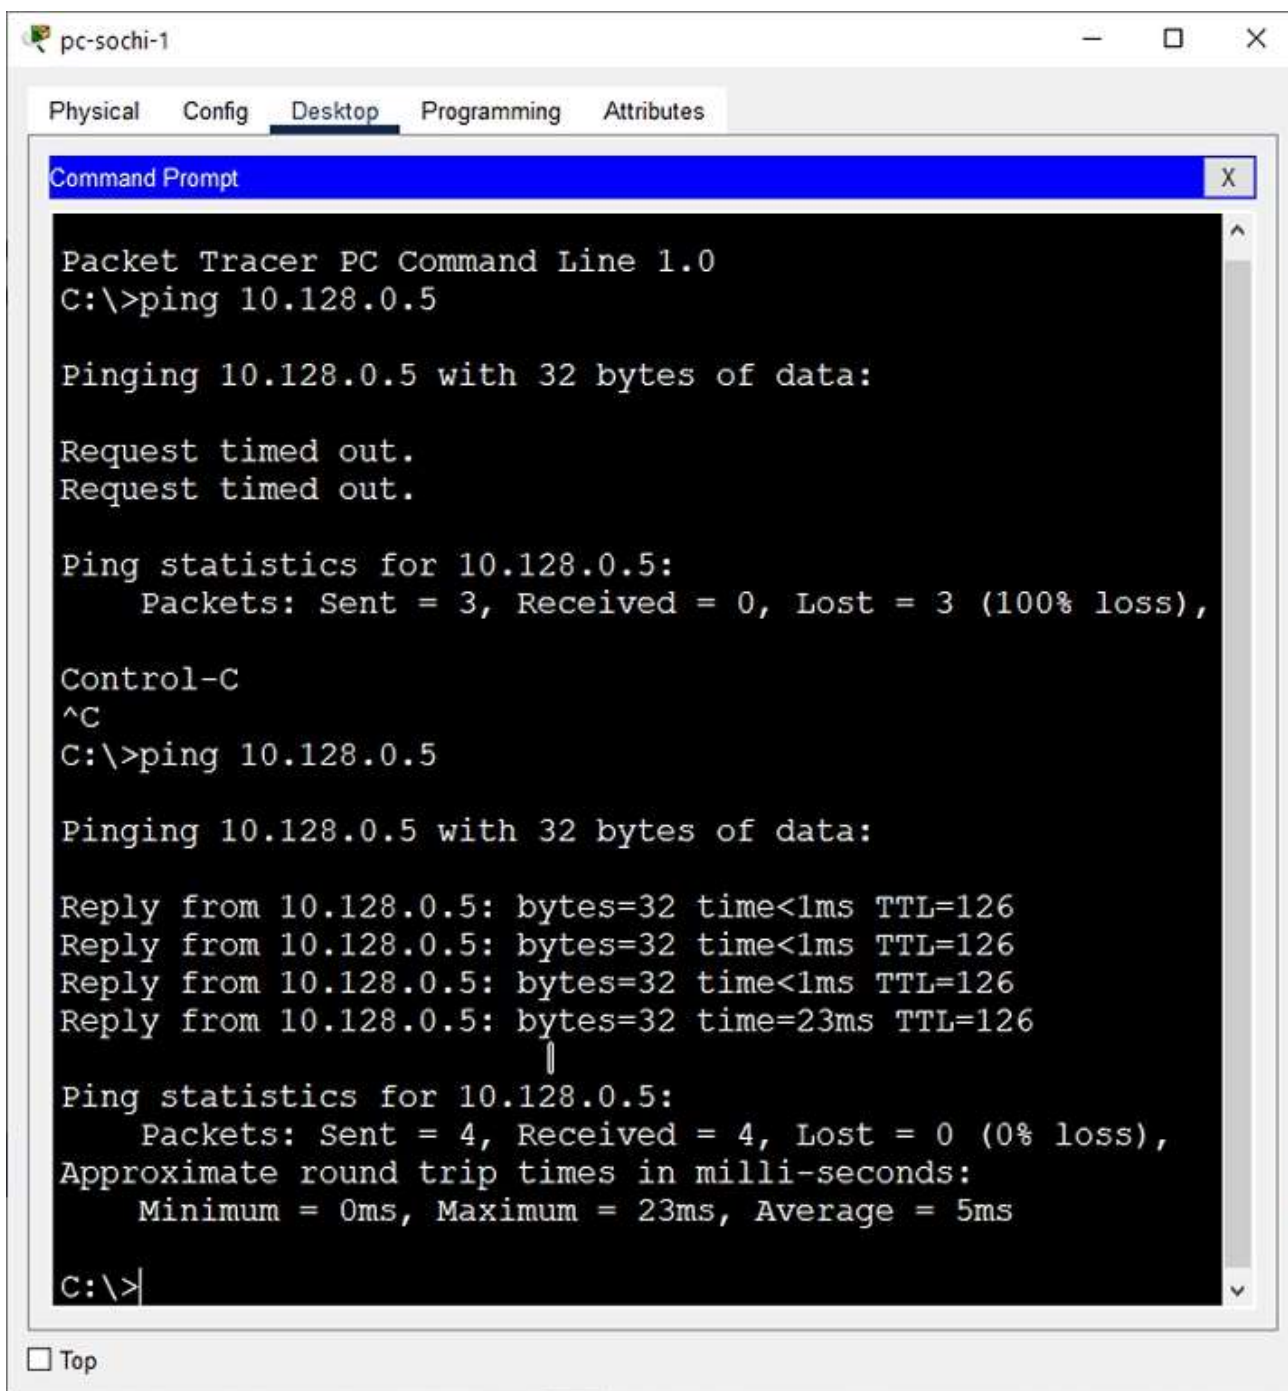 pc-sochi-1
Physical Config Desktop Programming Attributes
Command Prompt X
Packet Tracer PC Command Line 1.0
C:\>ping 10.128.0.5
Pinging 10.128.0.5 with 32 bytes of data:
Request timed out.
Request timed out.
Ping statistics for 10.128.0.5:
Packets: Sent = 3, Received = 0, Lost = 3 (100% loss),
Control-C
^C
C:\>ping 10.128.0.5
Pinging 10.128.0.5 with 32 bytes of data:
Reply from 10.128.0.5: bytes=32 time<1ms TTL=126
Reply from 10.128.0.5: bytes=32 time<1ms TTL=126
Reply from 10.128.0.5: bytes=32 time<1ms TTL=126
Reply from 10.128.0.5: bytes=32 time=23ms TTL=126
Ping statistics for 10.128.0.5:
Packets: Sent = 4, Received = 4, Lost = 0 (0% loss),
Approximate round trip times in milli-seconds:
Minimum = 0ms, Maximum = 23ms, Average = 5ms
C:\>
Top